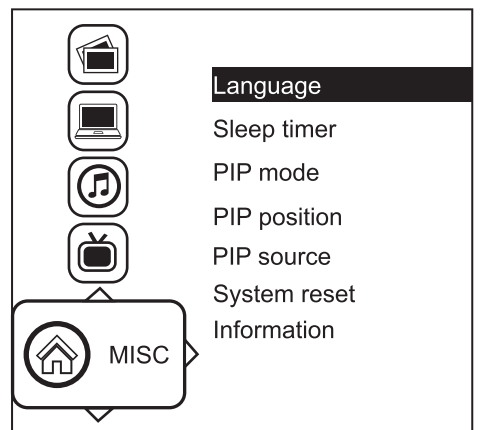 Language
Sleep timer
PIP mode
PIP position
PIP source
System reset
Information
MISC